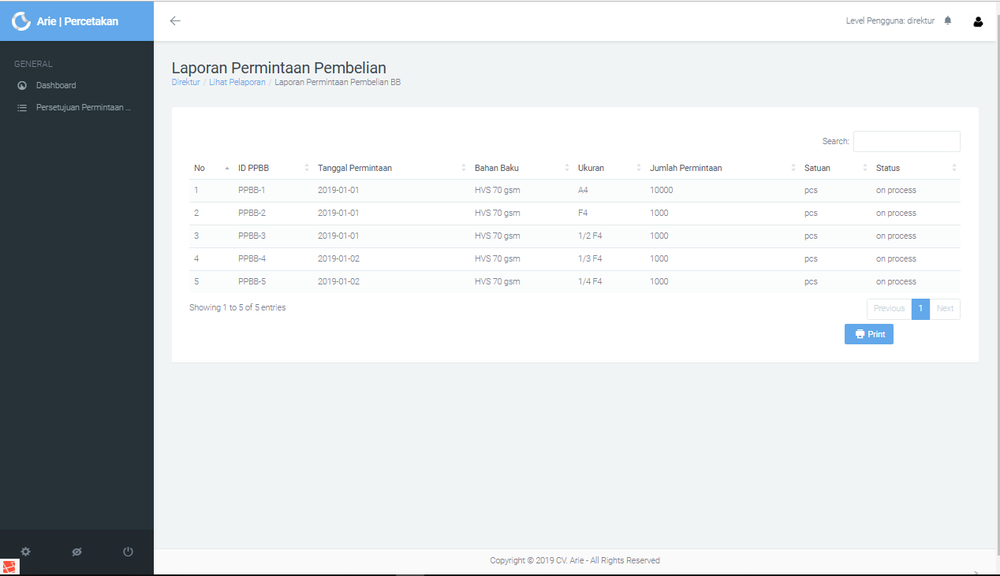 Arie | Percetakan
Level Pengguna: direktur
GENERAL
Dashboard
Persetujuan Permintaan ...
Laporan Permintaan Pembelian
Direktur / Lihat Pelaporan / Laporan Permintaan Pembelian BB
Search:
No ID PPBB Tanggal Permintaan Bahan Baku Ukuran Jumlah Permintaan Satuan Status
1 PPBB-1 2019-01-01 HVS 70 gsm A4 10000 pcs on process
2 PPBB-2 2019-01-01 HVS 70 gsm F4 1000 pcs on process
3 PPBB-3 2019-01-01 HVS 70 gsm 1/2 F4 1000 pcs on process
4 PPBB-4 2019-01-02 HVS 70 gsm 1/3 F4 1000 pcs on process
5 PPBB-5 2019-01-02 HVS 70 gsm 1/4 F4 1000 pcs on process
Showing 1 to 5 of 5 entries
Previous 1 Next
Print
Copyright © 2019 CV. Arie - All Rights Reserved
>